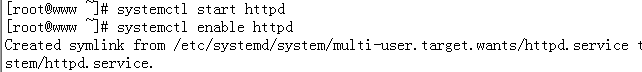 [root@www ~]# systemctl start httpd
[root@www ~]# systemctl enable httpd
Created symlink from /etc/systemd/system/multi-user.target.wants/httpd.service t
stem/httpd.service.